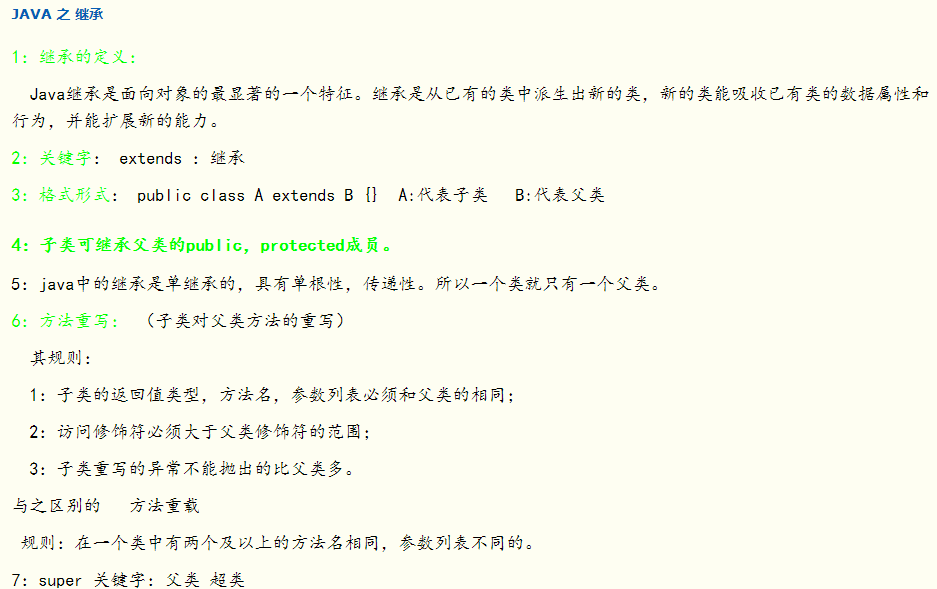 JAVA 之 继承
1: 继承的定义:
Java继承是面向对象的最显著的一个特征。继承是从已有的类中派生出新的类，新的类能吸收已有类的数据属性和
行为，并能扩展新的能力。
2: 关键字: extends : 继承
3: 格式形式: public class A extends B {} A:代表子类 B:代表父类
4: 子类可继承父类的public，protected成员。
5: java中的继承是单继承的，具有单根性，传递性。所以一个类就只有一个父类。
6: 方法重写: （子类对父类方法的重写）
其规则:
1: 子类的返回值类型，方法名，参数列表必须和父类的相同;
2: 访问修饰符必须大于父类修饰符的范围;
3: 子类重写的异常不能抛出的比父类多。
与之区别的 方法重载
规则: 在一个类中有两个及以上的方法名相同，参数列表不同的。
7: super 关键字: 父类 超类